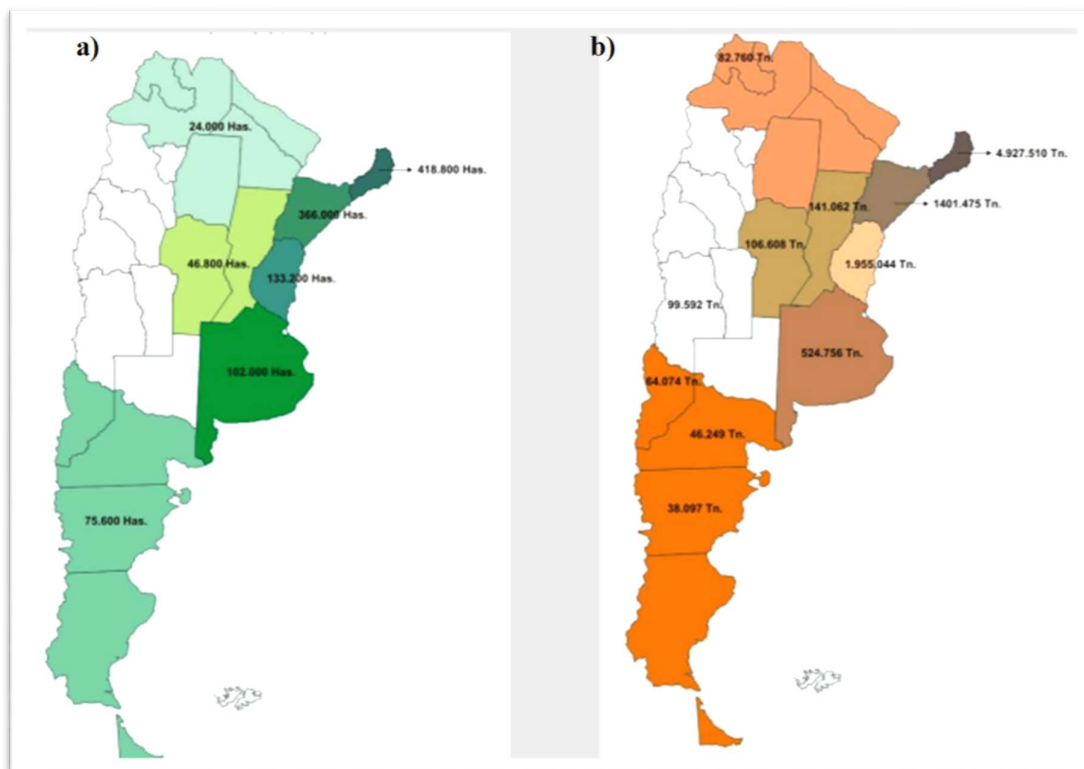 a)
24.000 Has.
418.800 Has.
366.000 Has.
46.800 Has.
133.200 Has.
102.000 Has.
75.600 Has.
b)
82.760 Tn.
4.927.510 Tn.
141.062 Tn.
1401.475 Tn.
106.608 Tn.
1.955.044 Tn.
99.592 Tn.
524.756 Tn.
64.074 Tn.
46.249 Tn.
38.097 Tn.